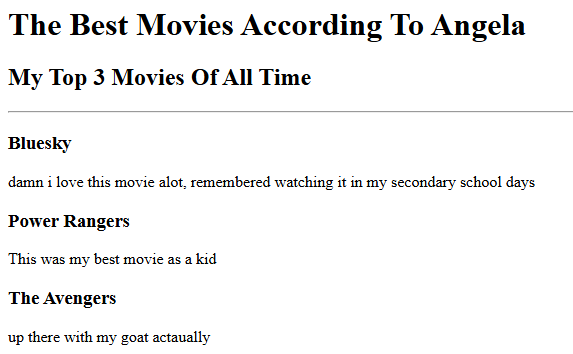 The Best Movies According To Angela
My Top 3 Movies Of All Time
Bluesky
damn i love this movie alot, remembered watching it in my secondary school days
Power Rangers
This was my best movie as a kid
The Avengers
up there with my goat actaually